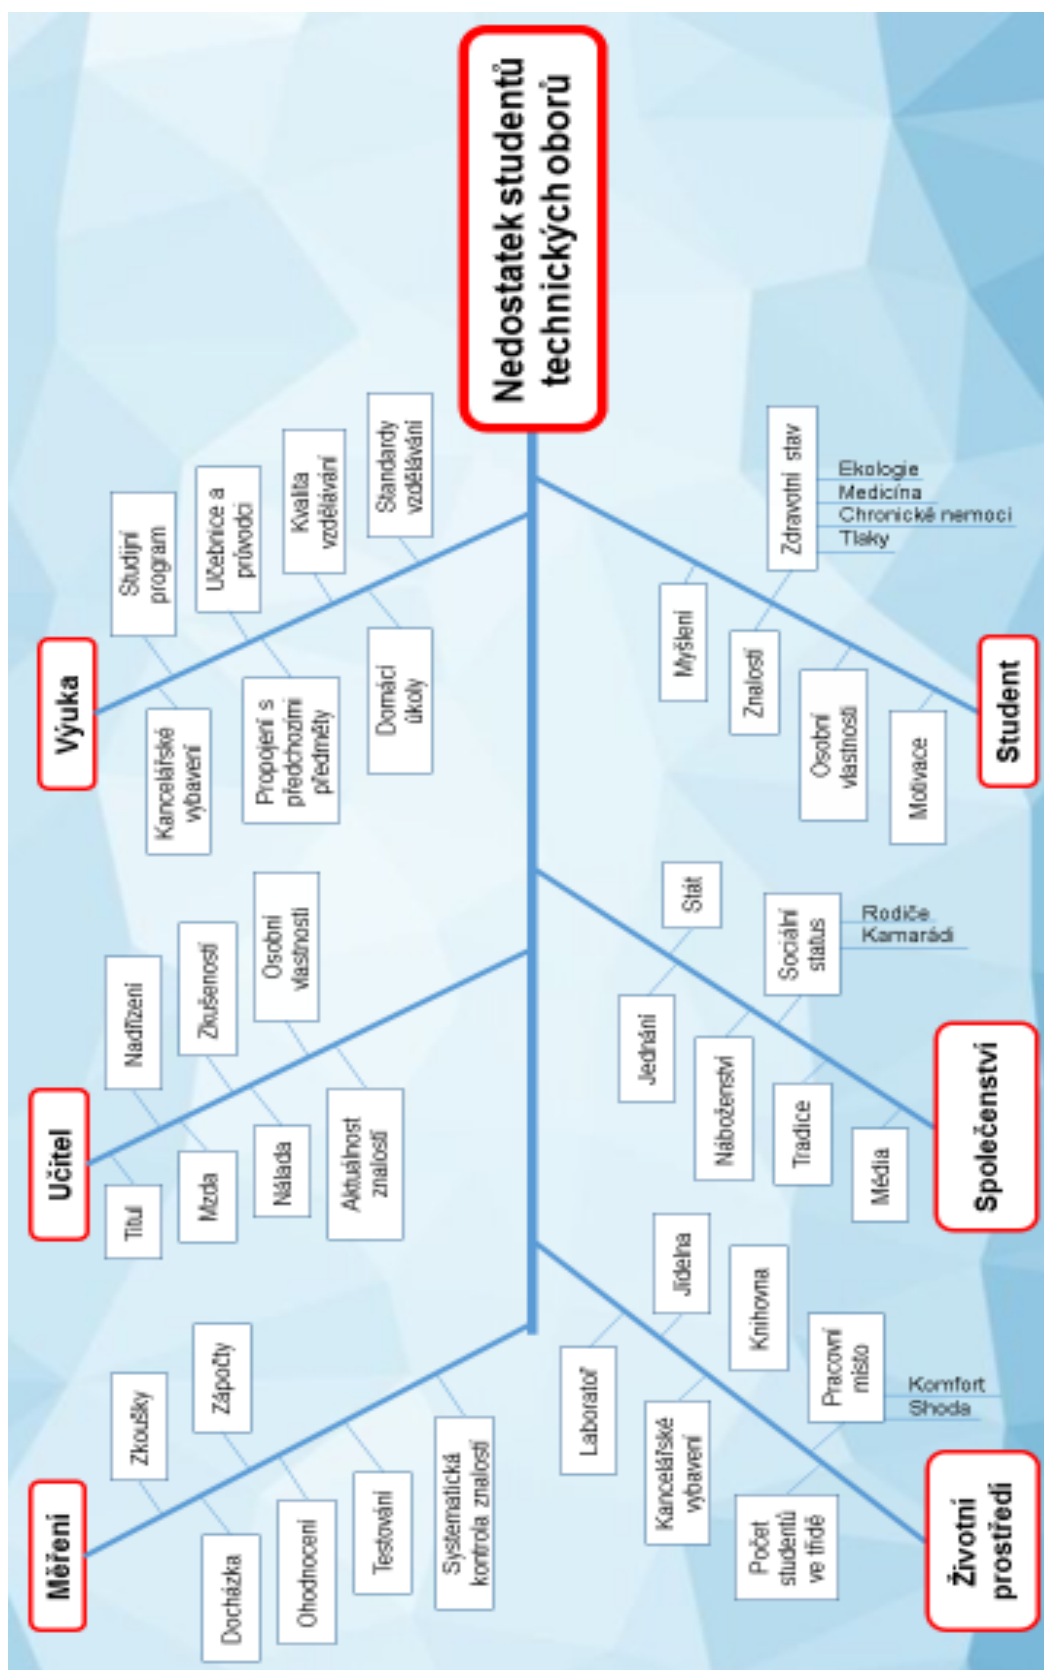 Měření
Učitel
Výuka
Zkoušky
Zápočty
Docházka
Ohodnocení
Testování
Systematická
kontrola znalostí
Titul
Nadřízení
Mzda
Zkušeností
Nálada
Osobní
vlastnosti
Aktuálnost
znalostí
Studijní
program
Kancelářské
vybavení
Učebnice a
průvodci
Propojení s
předchozími
předměty
Kvalita
vzdělávání
Domácí
úkoly
Standardy
vzdělávání
Nedostatek studentů
technických oborů
Laboratoř
Jídelna
Kancelářské
vybavení
Knihovna
Počet
studentů
ve třídě
Pracovní
místo
Komfort
Shoda
Jednání
Stát
Náboženství
Sociální
status
Rodiče
Kamarádi
Tradice
Média
Myšlení
Znalostí
Zdravotní stav
Ekologie
Medicína
Chronické nemoci
Tlaky
Osobní
vlastnosti
Motivace
Životní
prostředí
Společenství
Student